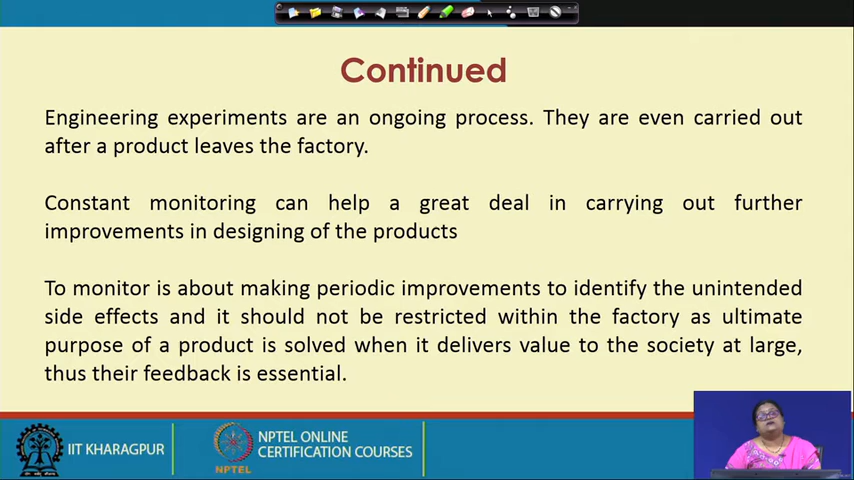 Continued
Engineering experiments are an ongoing process. They are even carried out
after a product leaves the factory.
Constant monitoring can help a great deal in carrying out further
improvements in designing of the products
To monitor is about making periodic improvements to identify the unintended
side effects and it should not be restricted within the factory as ultimate
purpose of a product is solved when it delivers value to the society at large,
thus their feedback is essential.
IIT KHARAGPUR
NPTEL
NPTEL ONLINE
CERTIFICATION COURSES